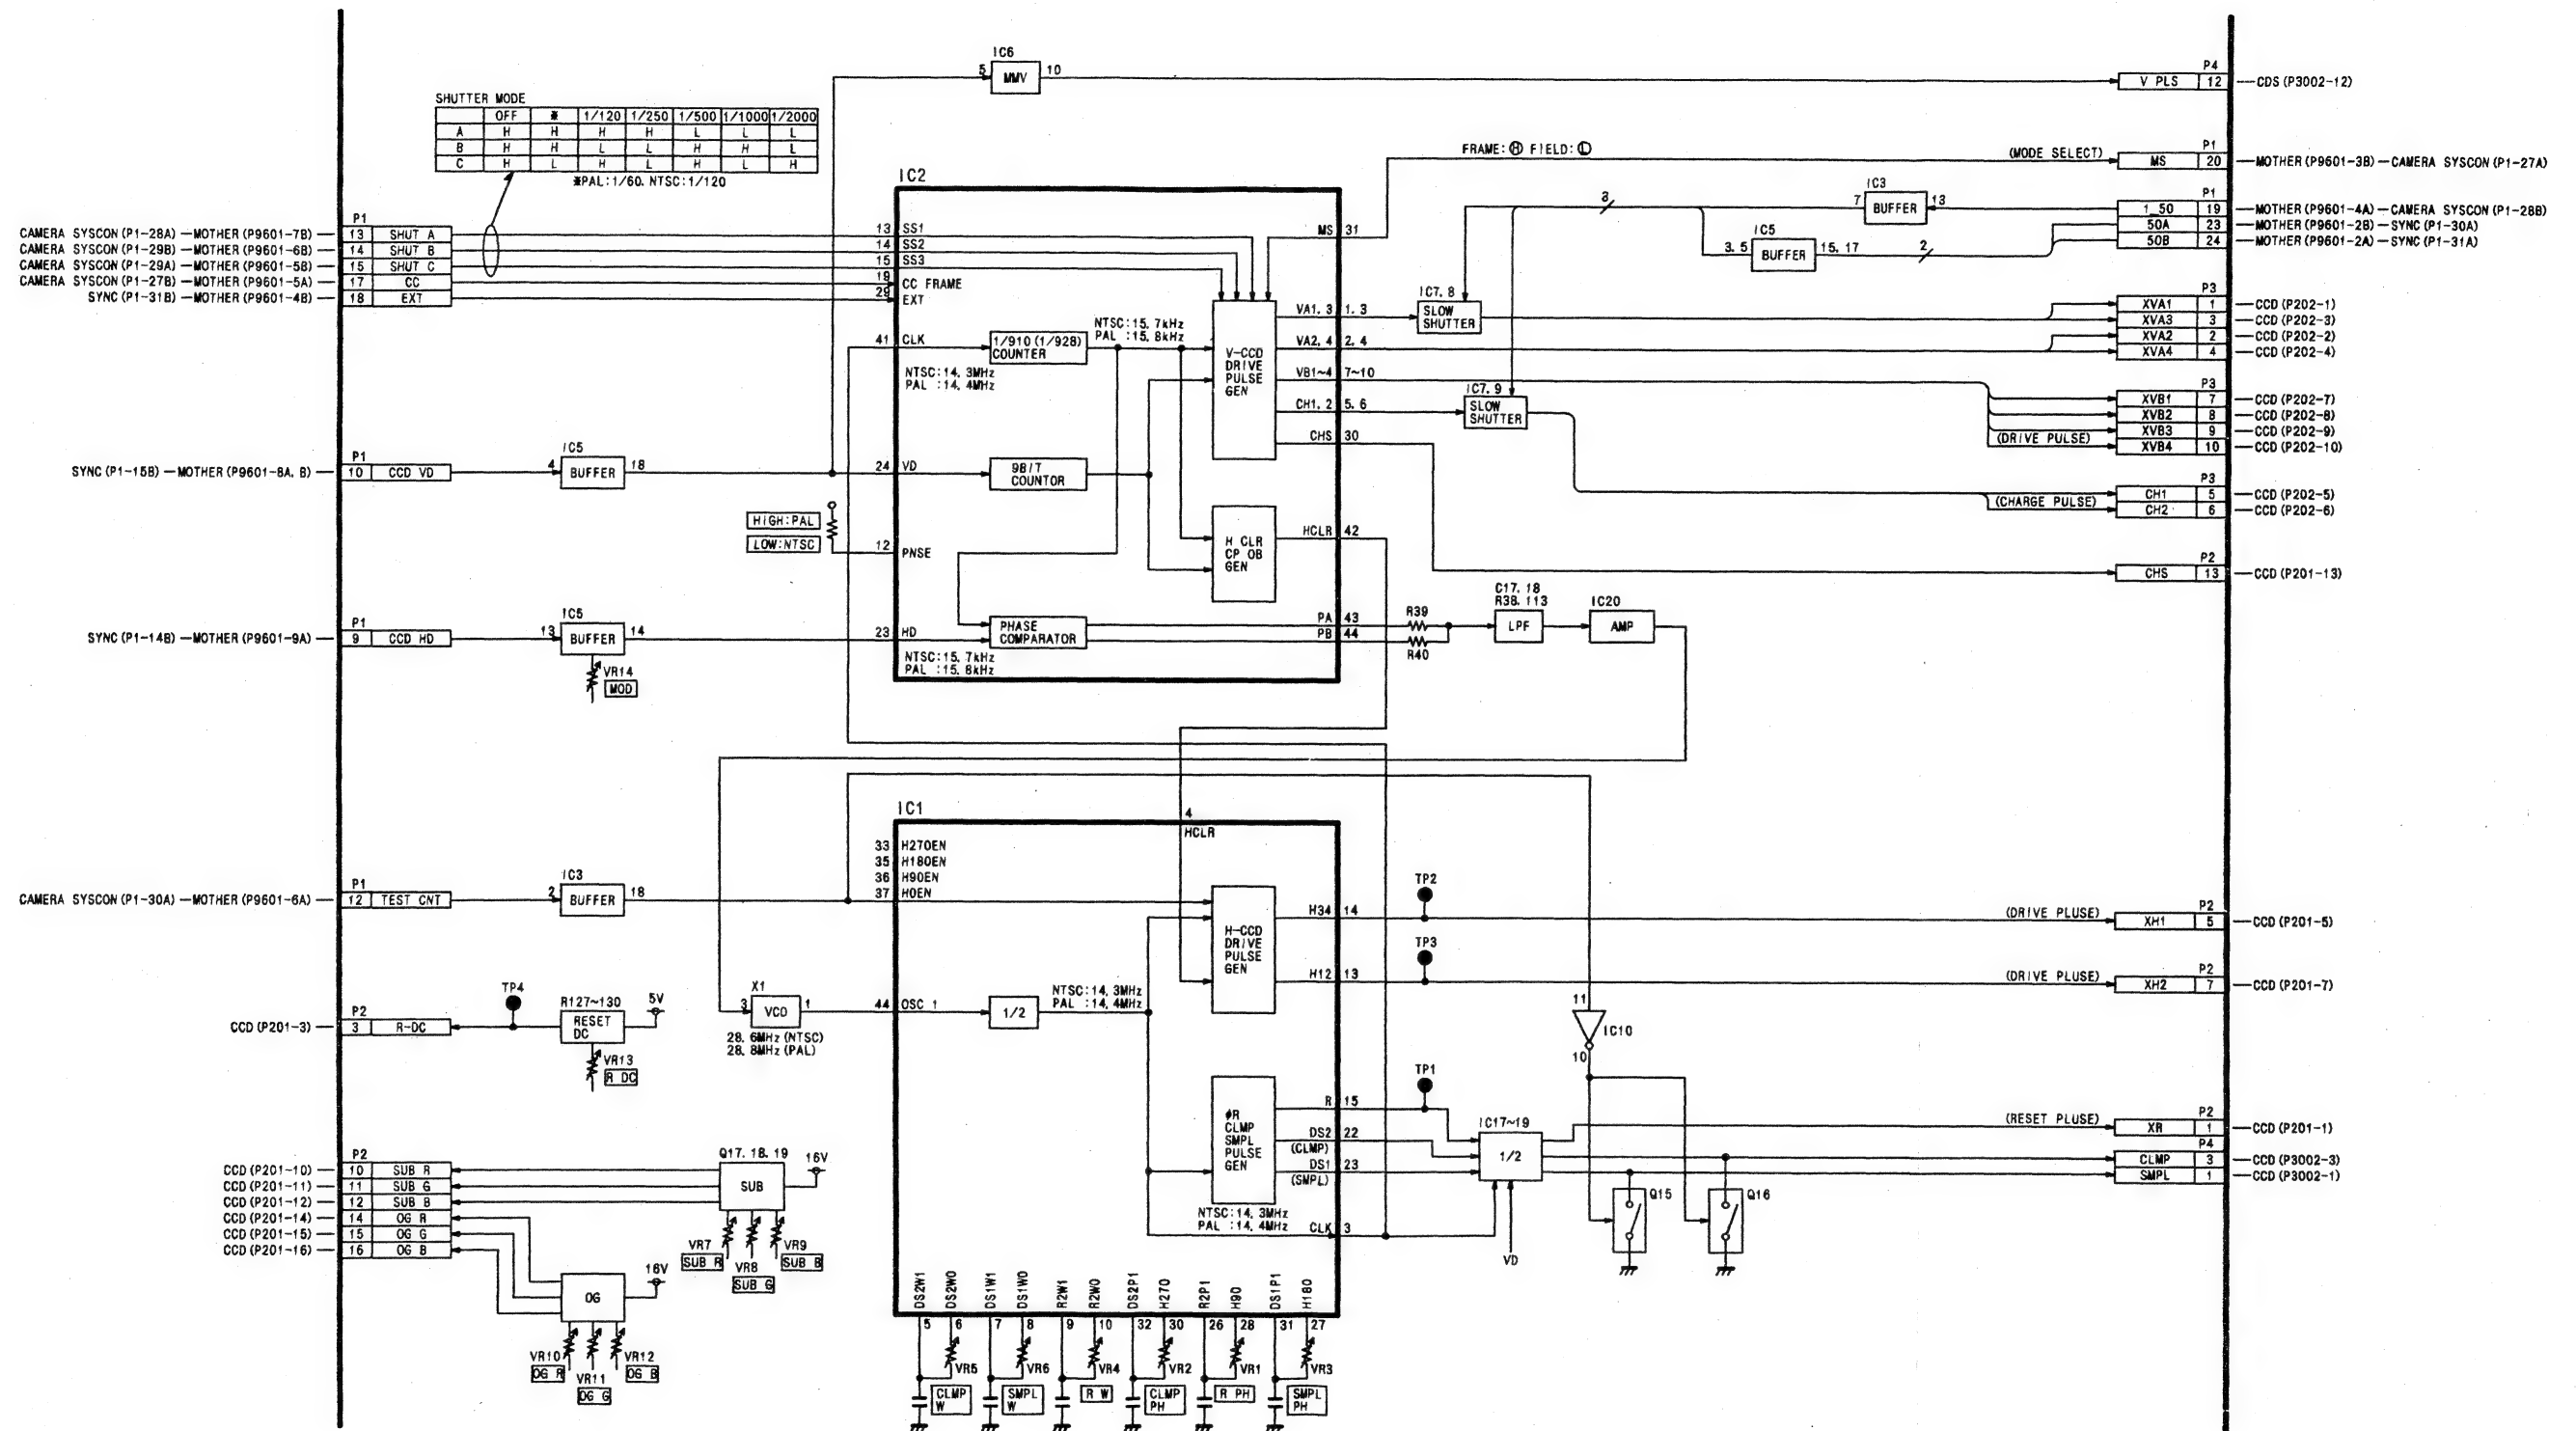 IC6
5 MMV 10
P4
V PLS 12 CDS (P3002-12)
SHUTTER MODE
OFF ※ 1/120 1/250 1/500 1/1000 1/2000
A H H H H L L L
B H H L L H H L
C H L H L H L H
※PAL:1/60. NTSC:1/120
FRAME:Ⓗ FIELD:Ⓛ
(MODE SELECT)
P1
MS 20 MOTHER (P9601-3B)—CAMERA SYSCON (P1-27A)
P1
1_50 19 MOTHER (P9601-4A)—CAMERA SYSCON (P1-28B)
50A 23 MOTHER (P9601-2B)—SYNC (P1-30A)
50B 24 MOTHER (P9601-2A)—SYNC (P1-31A)
IC3
7 BUFFER 13
8
IC5
3, 5 BUFFER 15, 17
2
P1
CAMERA SYSCON (P1-28A)—MOTHER (P9601-7B) 13 SHUT A
CAMERA SYSCON (P1-29B)—MOTHER (P9601-6B) 14 SHUT B
CAMERA SYSCON (P1-29A)—MOTHER (P9601-5B) 15 SHUT C
CAMERA SYSCON (P1-27B)—MOTHER (P9601-5A) 17 CC
SYNC (P1-31B)—MOTHER (P9601-4B) 18 EXT
IC2
13 SS1
14 SS2
15 SS3
19 CC FRAME
29 EXT
MS 31
41 CLK
1/910 (1/928) COUNTER
NTSC:15.7kHz
PAL :15.8kHz
NTSC:14.3MHz
PAL :14.4MHz
V-CCD DRIVE PULSE GEN
VA1, 3 1, 3
VA2, 4 2, 4
VB1~4 7~10
CH1, 2 5, 6
CHS 30
IC7, 8
SLOW SHUTTER
IC7, 9
SLOW SHUTTER
P3
XVA1 1 CCD (P202-1)
XVA3 3 CCD (P202-3)
XVA2 2 CCD (P202-2)
XVA4 4 CCD (P202-4)
P3
XVB1 7 CCD (P202-7)
XVB2 8 CCD (P202-8)
XVB3 9 CCD (P202-9)
(DRIVE PULSE)
XVB4 10 CCD (P202-10)
P3
CH1 5 CCD (P202-5)
(CHARGE PULSE)
CH2 6 CCD (P202-6)
P2
CHS 13 CCD (P201-13)
P1
SYNC (P1-15B)—MOTHER (P9601-8A, B) 10 CCD VD
IC5
4 BUFFER 18
24 VD
9BIT COUNTOR
HIGH:PAL
LOW:NTSC
12 PNSE
H CLR CP OB GEN
HCLR 42
P1
SYNC (P1-14B)—MOTHER (P9601-9A) 9 CCD HD
IC5
13 BUFFER 14
VR14
MOD
23 HD
NTSC:15.7kHz
PAL :15.8kHz
PHASE COMPARATOR
PA 43
PB 44
R39
R40
C17, 18
R38, 113
LPF
IC20
AMP
IC1
4
HCLR
33 H270EN
35 H180EN
36 H90EN
37 H0EN
P1
CAMERA SYSCON (P1-30A)—MOTHER (P9601-6A) 12 TEST CNT
IC3
2 BUFFER 18
H-CCD DRIVE PULSE GEN
H34 14
H12 13
TP2
TP3
(DRIVE PLUSE)
P2
XH1 5 CCD (P201-5)
(DRIVE PLUSE)
P2
XH2 7 CCD (P201-7)
TP4
P2
CCD (P201-3) 3 R-DC
R127~130
RESET DC
5V
VR13
R DC
X1
3 VCO 1
28.6MHz (NTSC)
28.8MHz (PAL)
44 OSC 1
1/2
NTSC:14.3MHz
PAL :14.4MHz
11
IC10
10
TP1
φR CLMP SMPL PULSE GEN
R 15
DS2 22
(CLMP)
DS1 23
(SMPL)
NTSC:14.3MHz
PAL :14.4MHz
CLK 3
IC17~19
1/2
VD
(RESET PLUSE)
P2
XR 1 CCD (P201-1)
P4
CLMP 3 CCD (P3002-3)
SMPL 1 CCD (P3002-1)
Q15
Q16
P2
CCD (P201-10) 10 SUB R
CCD (P201-11) 11 SUB G
CCD (P201-12) 12 SUB B
CCD (P201-14) 14 OG R
CCD (P201-15) 15 OG G
CCD (P201-16) 16 OG B
Q17, 18, 19
SUB
16V
VR7
SUB R
VR8
SUB G
VR9
SUB B
OG
16V
VR10
OG R
VR11
OG G
VR12
OG B
DS2W1 DS2W0 DS1W1 DS1W0 R2W1 R2W0 DS2P1 H270 R2P1 H90 DS1P1 H180
5 6 7 8 9 10 32 30 26 28 31 27
VR5 VR6 VR4 VR2 VR1 VR3
CLMP W
SMPL W
R W
CLMP PH
R PH
SMPL PH